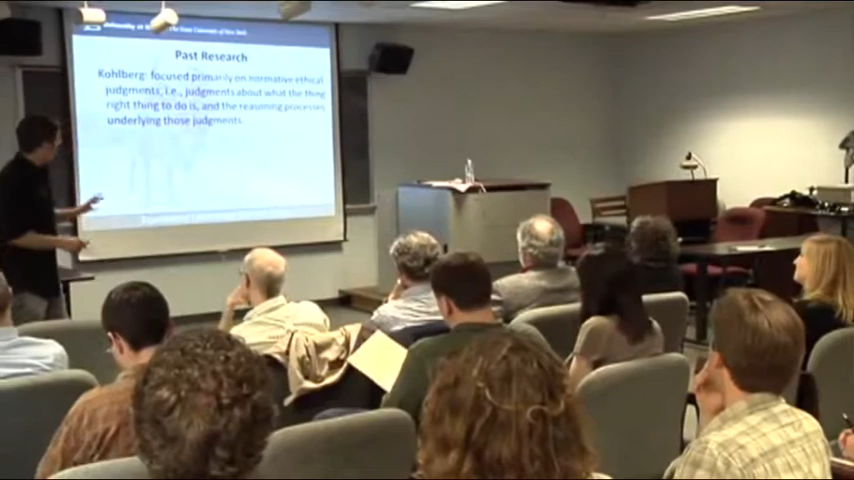 Past Research
Kohlberg: focused primarily on normative ethical
judgments, i.e., judgments about what the thing
right thing to do is, and the reasoning processes
underlying those judgments.